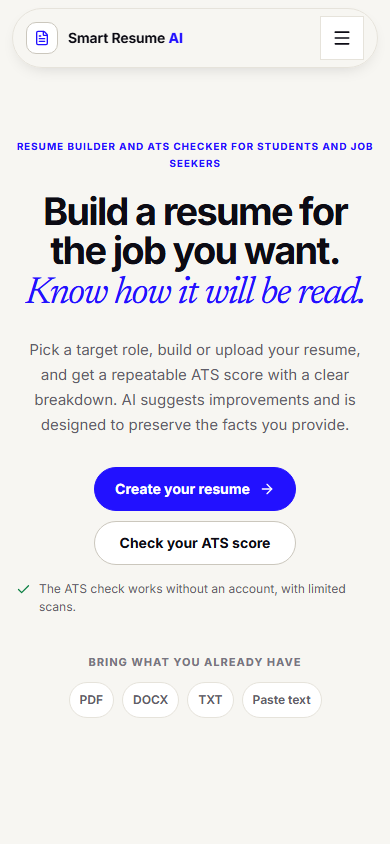 Smart Resume AI
RESUME BUILDER AND ATS CHECKER FOR STUDENTS AND JOB
SEEKERS
Build a resume for
the job you want.
Know how it will be read.
Pick a target role, build or upload your resume,
and get a repeatable ATS score with a clear
breakdown. AI suggests improvements and is
designed to preserve the facts you provide.
Create your resume
Check your ATS score
The ATS check works without an account, with limited
scans.
BRING WHAT YOU ALREADY HAVE
PDF DOCX TXT Paste text